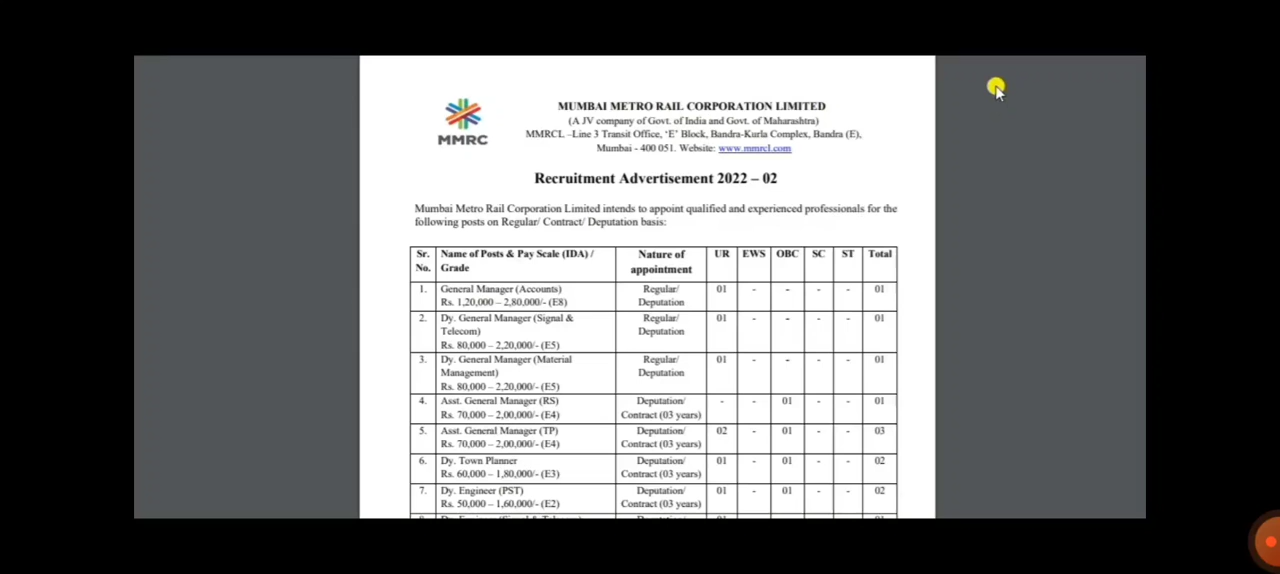 MMRC
MUMBAI METRO RAIL CORPORATION LIMITED
(A JV company of Govt. of India and Govt. of Maharashtra)
MMRCL –Line 3 Transit Office, ‘E’ Block, Bandra-Kurla Complex, Bandra (E),
Mumbai - 400 051. Website: www.mmrcl.com
Recruitment Advertisement 2022 – 02
Mumbai Metro Rail Corporation Limited intends to appoint qualified and experienced professionals for the
following posts on Regular/ Contract/ Deputation basis:
Sr. Name of Posts & Pay Scale (IDA) / Nature of UR EWS OBC SC ST Total
No. Grade appointment
1. General Manager (Accounts) Regular/ 01 - - - - 01
Rs. 1,20,000 – 2,80,000/- (E8) Deputation
2. Dy. General Manager (Signal & Regular/ 01 - - - - 01
Telecom) Deputation
Rs. 80,000 – 2,20,000/- (E5)
3. Dy. General Manager (Material Regular/ 01 - - - - 01
Management) Deputation
Rs. 80,000 – 2,20,000/- (E5)
4. Asst. General Manager (RS) Deputation/ - - 01 - - 01
Rs. 70,000 – 2,00,000/- (E4) Contract (03 years)
5. Asst. General Manager (TP) Deputation/ 02 - 01 - - 03
Rs. 70,000 – 2,00,000/- (E4) Contract (03 years)
6. Dy. Town Planner Deputation/ 01 - 01 - - 02
Rs. 60,000 – 1,80,000/- (E3) Contract (03 years)
7. Dy. Engineer (PST) Deputation/ 01 - 01 - - 02
Rs. 50,000 – 1,60,000/- (E2) Contract (03 years)